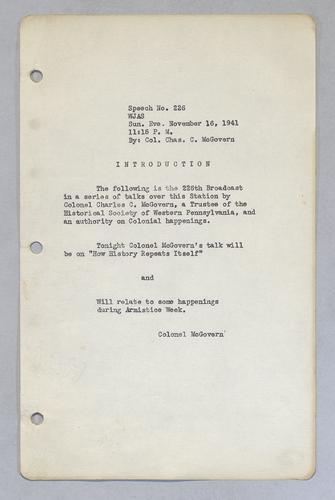 Speech No. 226
WJAS
Sun. Eve. November 16, 1941
11:15 P. M.
By: Col. Chas. C. McGovern
I N T R O D U C T I O N
The following is the 226th Broadcast
in a series of talks over this Station by
Colonel Charles C. McGovern, a Trustee of the
Historical Society of Western Pennsylvania, and
an authority on Colonial happenings.
Tonight Colonel McGovern's talk will
be on "How History Repeats Itself"
and
Will relate to some happenings
during Armistice Week.
Colonel McGovern